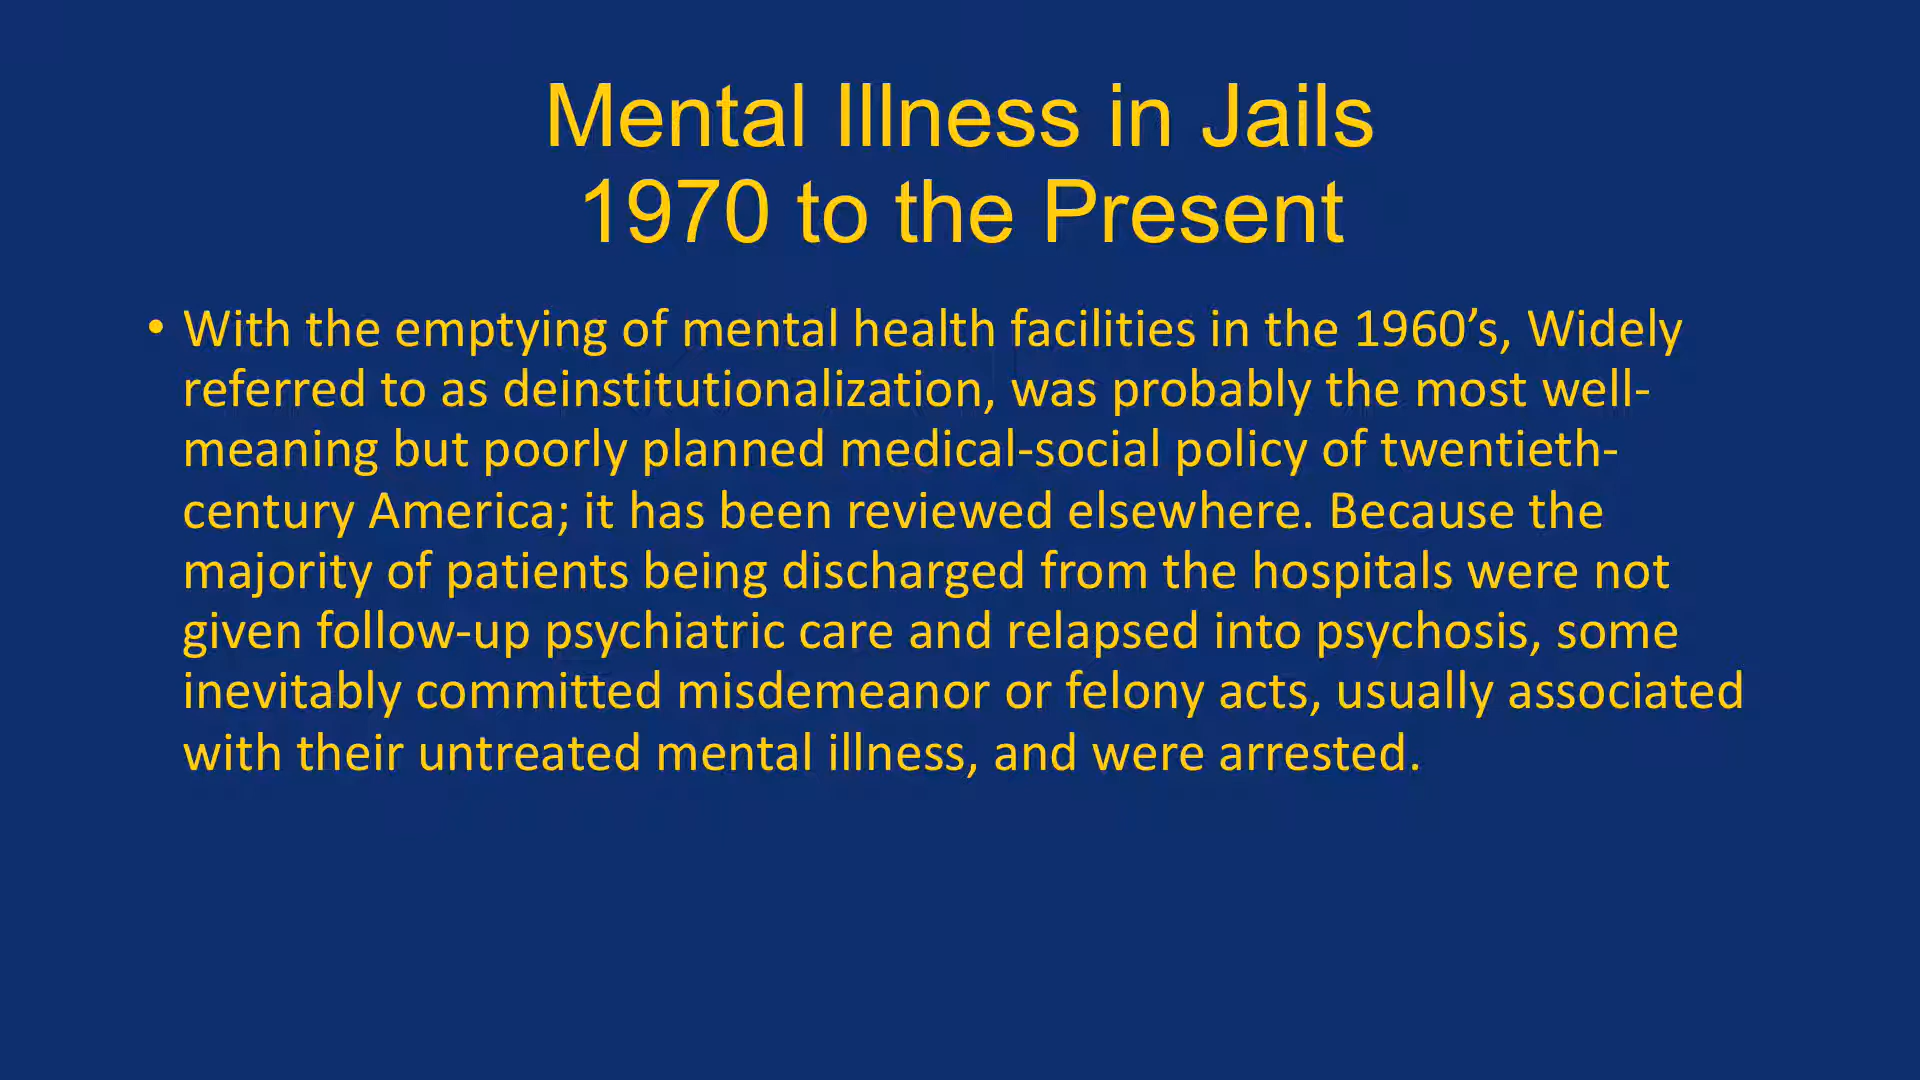 Mental Illness in Jails
1970 to the Present
• With the emptying of mental health facilities in the 1960’s, Widely
referred to as deinstitutionalization, was probably the most well-
meaning but poorly planned medical-social policy of twentieth-
century America; it has been reviewed elsewhere. Because the
majority of patients being discharged from the hospitals were not
given follow-up psychiatric care and relapsed into psychosis, some
inevitably committed misdemeanor or felony acts, usually associated
with their untreated mental illness, and were arrested.